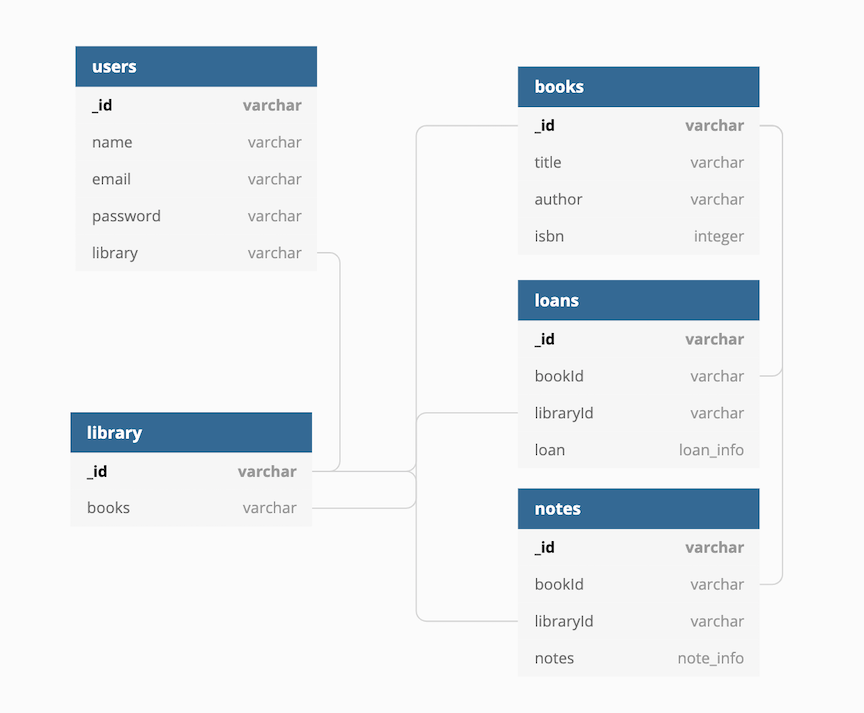 users
_id varchar
name varchar
email varchar
password varchar
library varchar
library
_id varchar
books varchar
books
_id varchar
title varchar
author varchar
isbn integer
loans
_id varchar
bookId varchar
libraryId varchar
loan loan_info
notes
_id varchar
bookId varchar
libraryId varchar
notes note_info